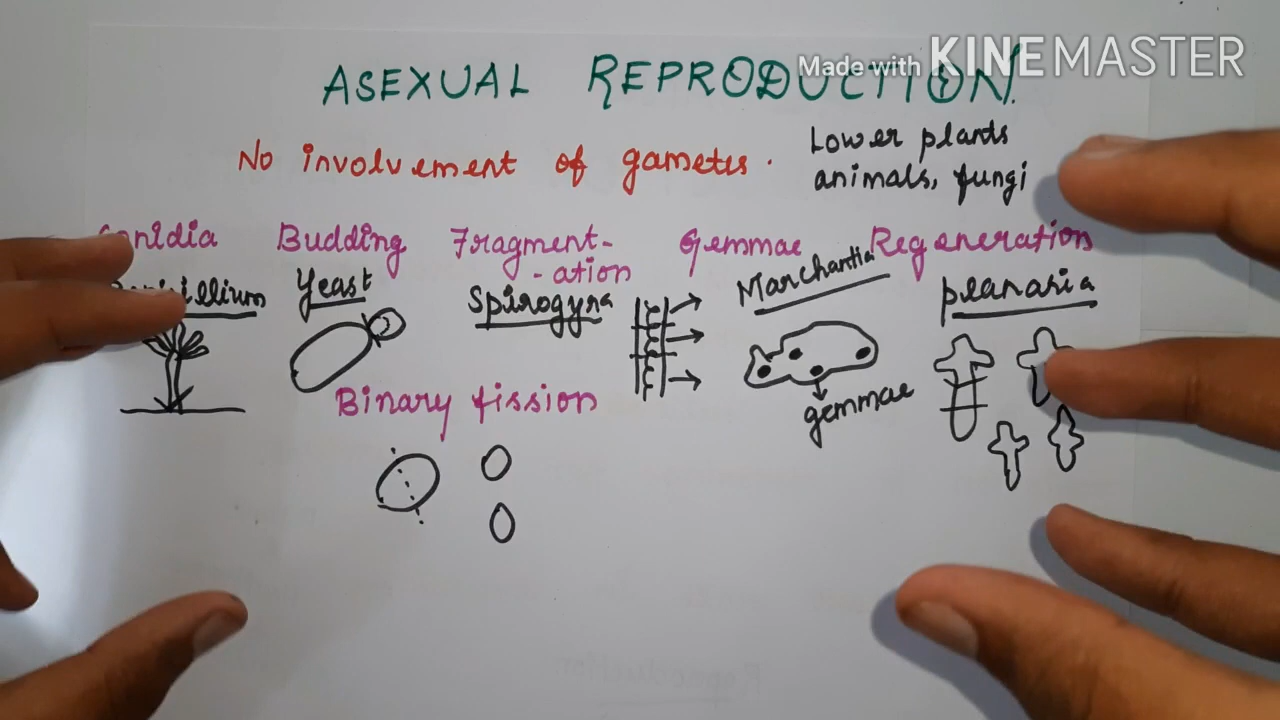 Made with KINEMASTER
ASEXUAL REPRODUCTION.
No involvement of gametes.
Lower plants
animals, fungi
Budding Fragment-
-ation
Gemmae Regeneration
Yeast
Spirogyra
Marchantia
planaria
gemmae
Binary fission
Reproduction